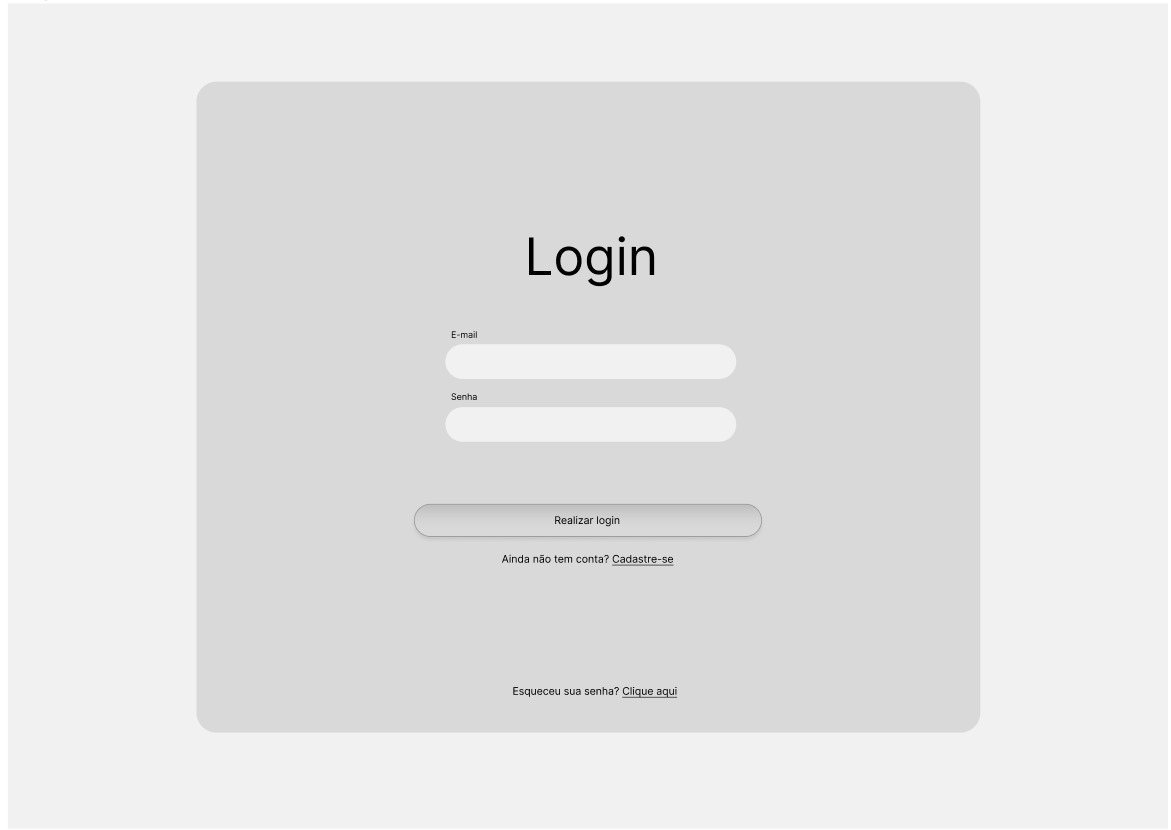 Login
E-mail
Senha
Realizar login
Ainda não tem conta? Cadastre-se
Esqueceu sua senha? Clique aqui